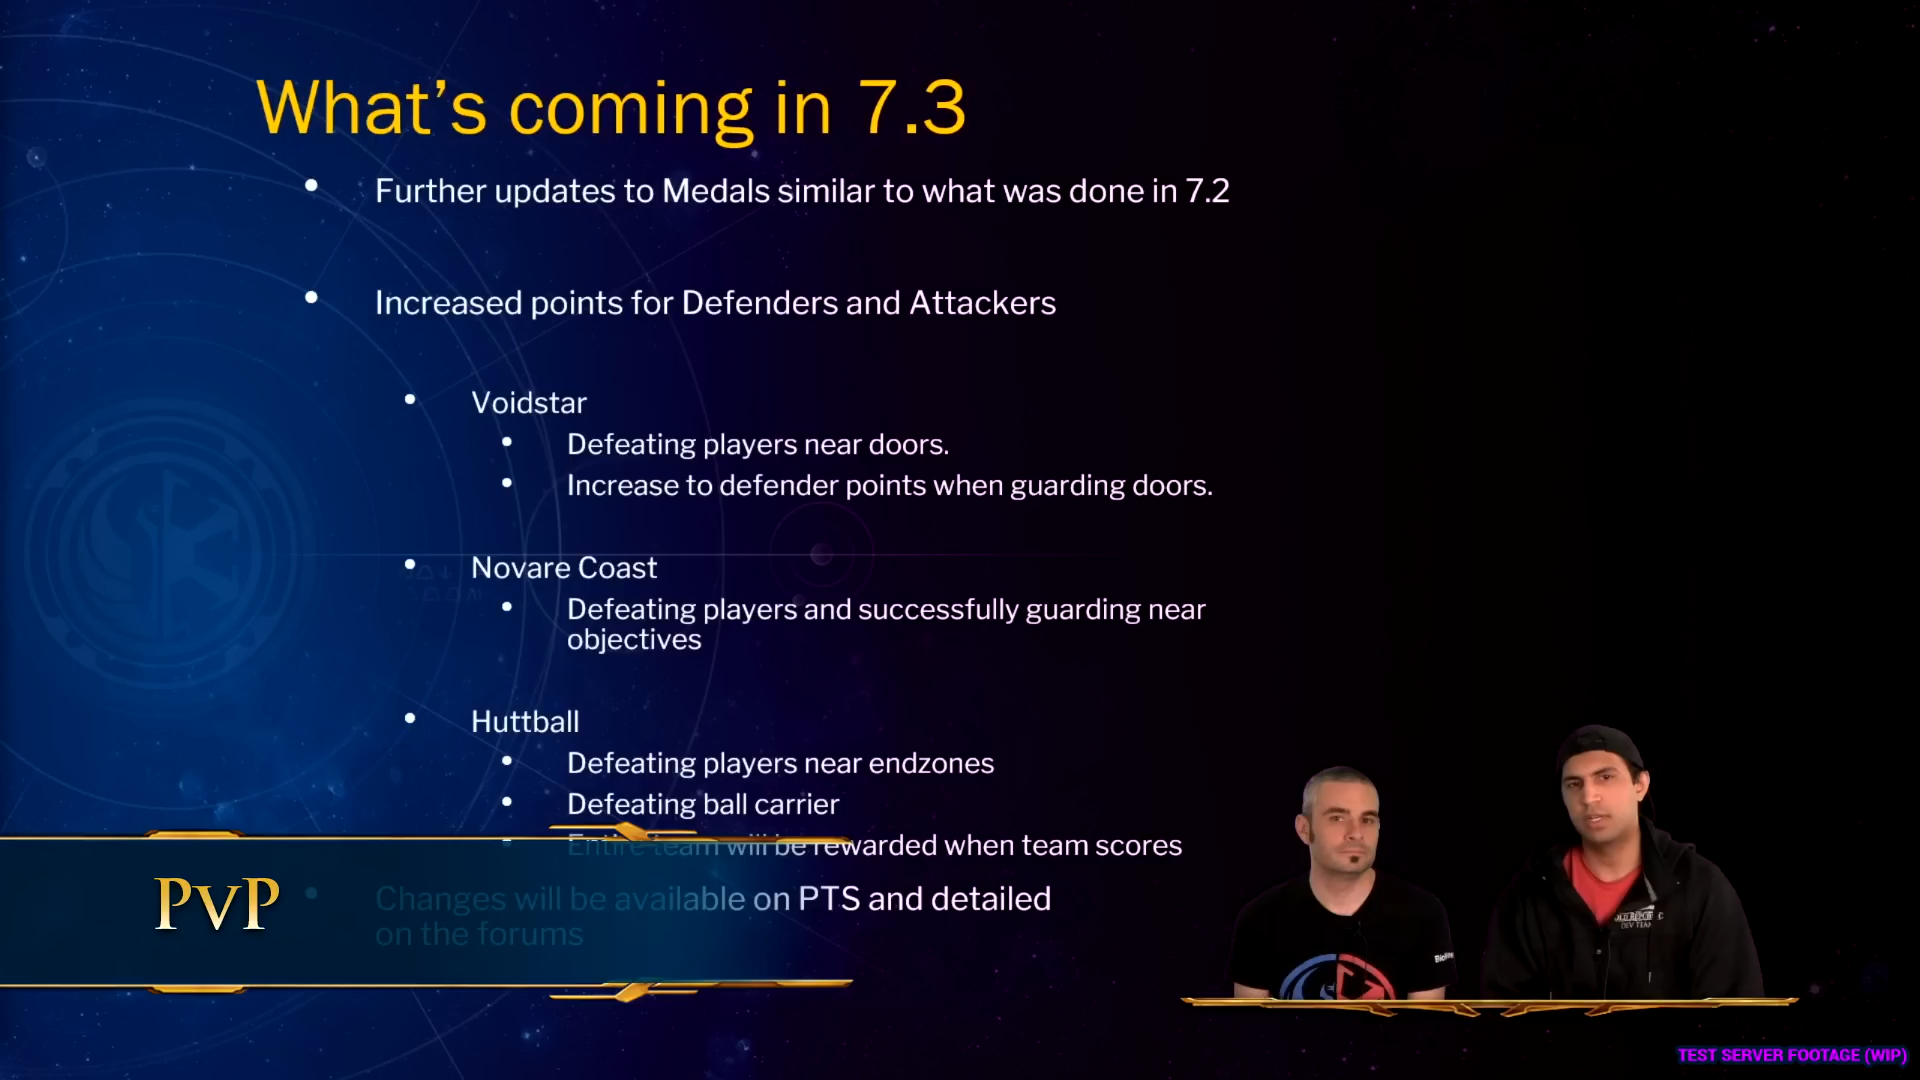 What's coming in 7.3
Further updates to Medals similar to what was done in 7.2
Increased points for Defenders and Attackers
Voidstar
Defeating players near doors.
Increase to defender points when guarding doors.
Novare Coast
Defeating players and successfully guarding near
objectives
Huttball
Defeating players near endzones
Defeating ball carrier
Entire team will be rewarded when team scores
Changes will be available on PTS and detailed
on the forums
PvP
DEV TEAM
TEST SERVER FOOTAGE (WIP)